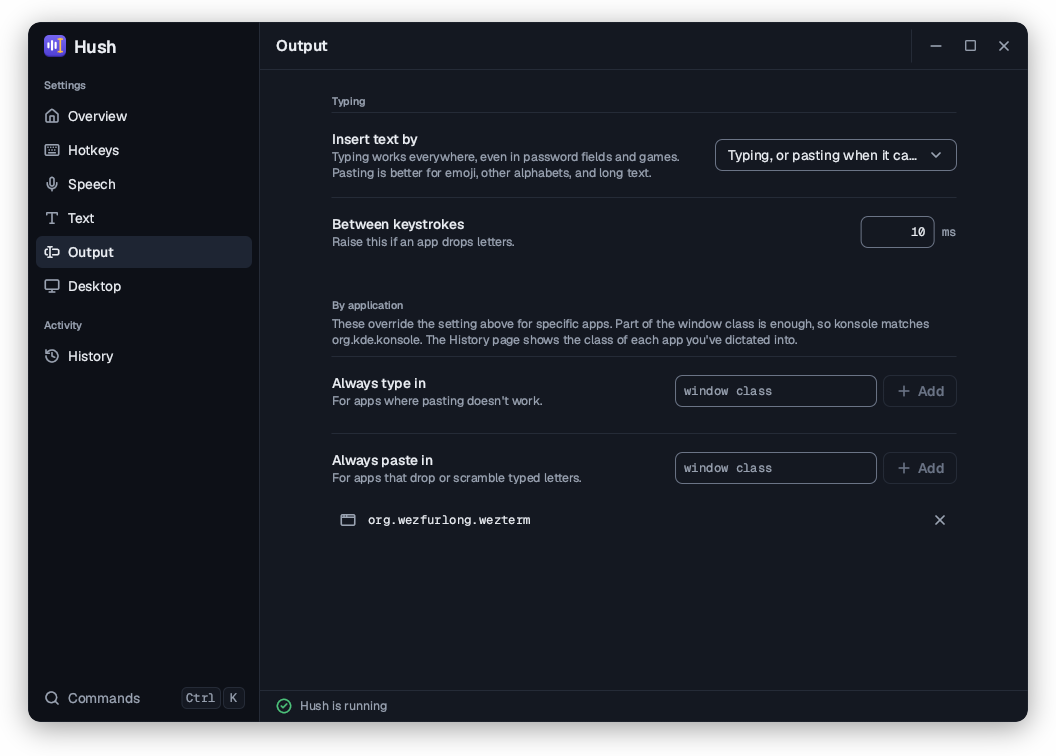 Hush
Output
Settings
Overview
Hotkeys
Speech
Text
Output
Desktop
Activity
History
Commands
Ctrl K
Typing
Insert text by
Typing works everywhere, even in password fields and games.
Pasting is better for emoji, other alphabets, and long text.
Typing, or pasting when it ca...
Between keystrokes
Raise this if an app drops letters.
10 ms
By application
These override the setting above for specific apps. Part of the window class is enough, so konsole matches
org.kde.konsole. The History page shows the class of each app you've dictated into.
Always type in
For apps where pasting doesn't work.
window class
Add
Always paste in
For apps that drop or scramble typed letters.
window class
Add
org.wezfurlong.wezterm
Hush is running